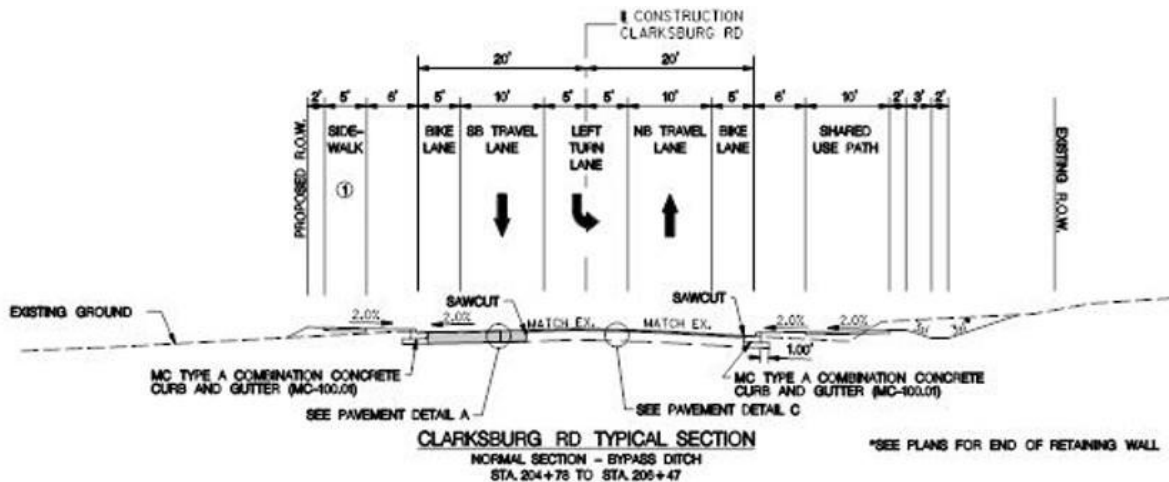 CONSTRUCTION
CLARKSBURG RD
20' 20'
2' 5' 6' 5' 10' 5' 5' 10' 5' 6' 10' 2' 3' 2'
PROPOSED R.O.W.
SIDE-
WALK
①
BIKE
LANE
SB TRAVEL
LANE
LEFT
TURN
LANE
NB TRAVEL
LANE
BIKE
LANE
SHARED
USE PATH
EXISTING R.O.W.
EXISTING GROUND
2.0%
2.0%
SAWCUT
MATCH EX.
MATCH EX.
SAWCUT
2.0%
2.0%
1.00'
MC TYPE A COMBINATION CONCRETE
CURB AND GUTTER (MC-100.01)
SEE PAVEMENT DETAIL A
SEE PAVEMENT DETAIL C
MC TYPE A COMBINATION CONCRETE
CURB AND GUTTER (MC-100.01)
CLARKSBURG RD TYPICAL SECTION
NORMAL SECTION - BYPASS DITCH
STA. 204+78 TO STA. 206+47
*SEE PLANS FOR END OF RETAINING WALL